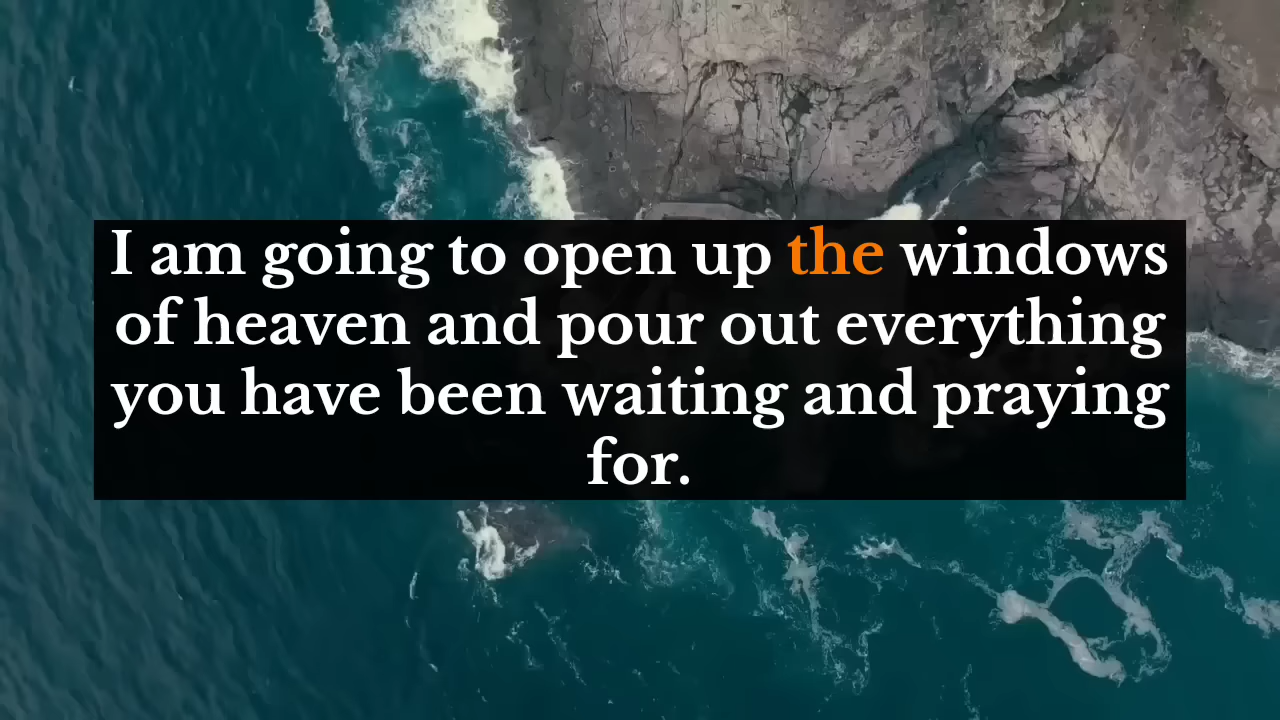 I am going to open up the windows
of heaven and pour out everything
you have been waiting and praying
for.